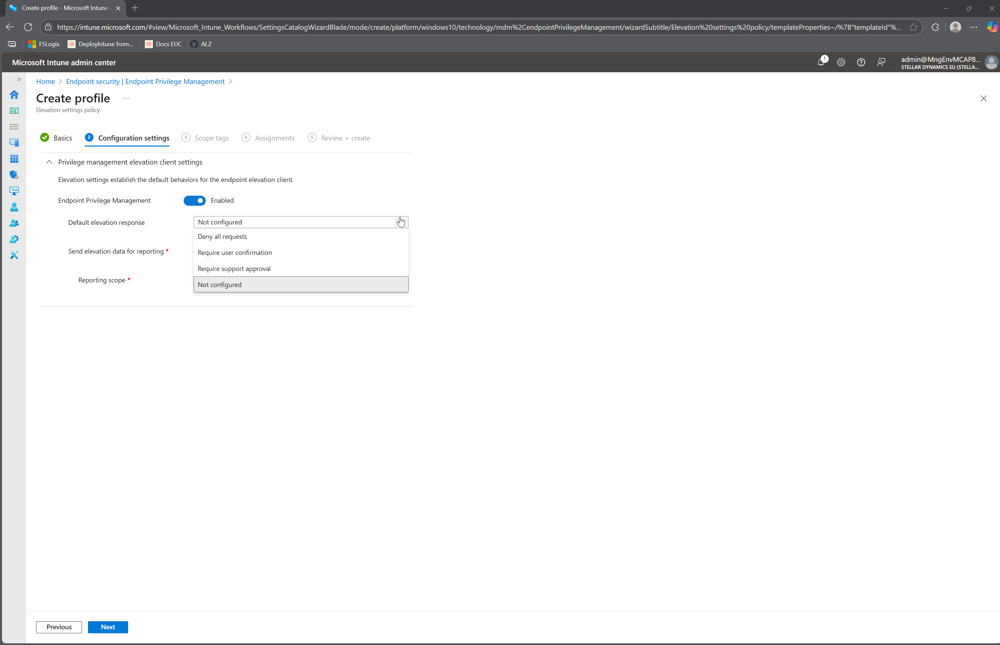 Create profile - Microsoft Intune a
https://intune.microsoft.com/#view/Microsoft_Intune_Workflows/SettingsCatalogWizardBlade/mode/create/platform/windows10/technology/mdm%2CendpointPrivilegeManagement/wizardSubtitle/Elevation%20settings%20policy/templateProperties~/%7B"templateId"%...
FSLogix DeployIntune from... Docs EUC ALZ
Microsoft Intune admin center
1
admin@MngEnvMCAP8...
STELLAR DYNAMICS EU (STELLA...
Home > Endpoint security | Endpoint Privilege Management >
Create profile ...
Elevation settings policy
Basics 2 Configuration settings 3 Scope tags 4 Assignments 5 Review + create
Privilege management elevation client settings
Elevation settings establish the default behaviors for the endpoint elevation client.
Endpoint Privilege Management Enabled
Default elevation response Not configured
Deny all requests
Send elevation data for reporting *
Require user confirmation
Require support approval
Reporting scope *
Not configured
Previous Next